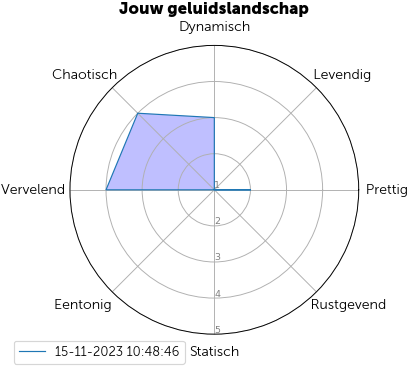 Jouw geluidslandschap
Dynamisch
Chaotisch
Levendig
Vervelend
Prettig
1
2
3
4
5
Eentonig
Rustgevend
Statisch
15-11-2023 10:48:46